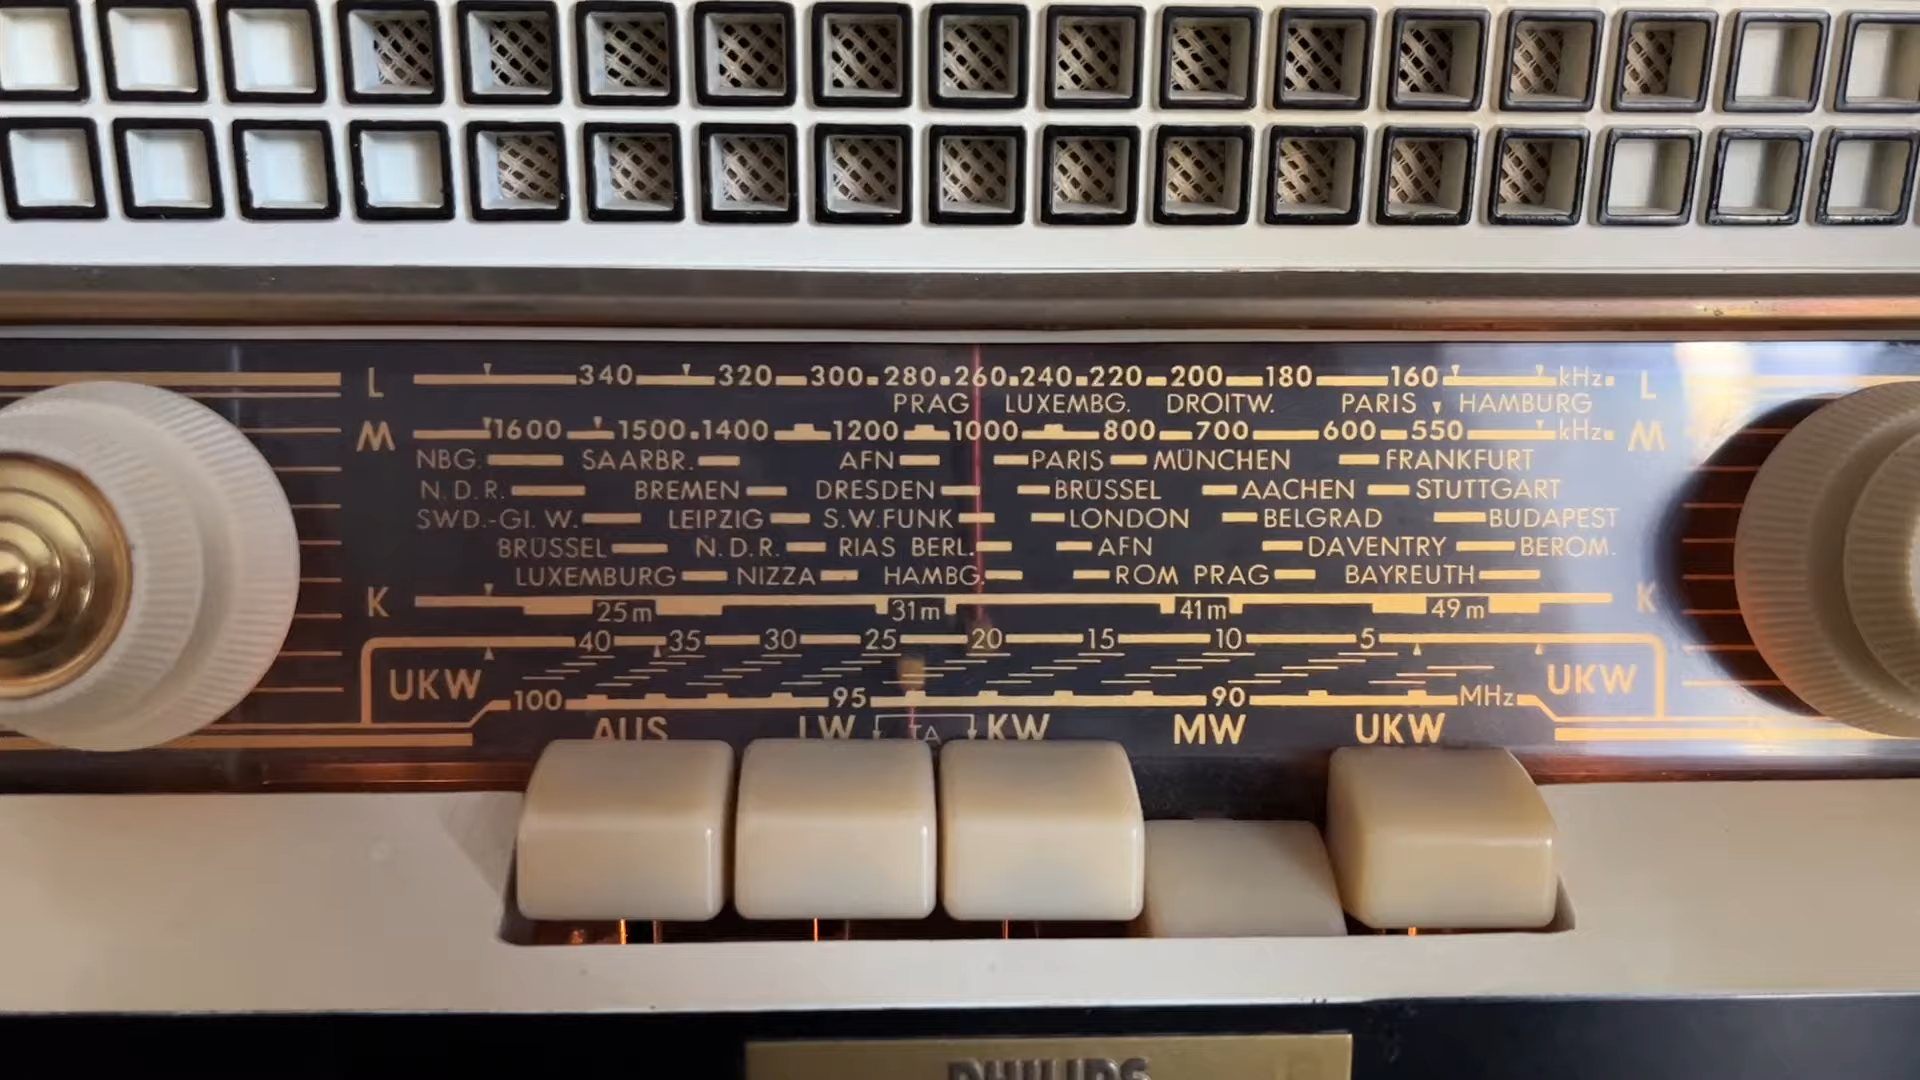 L 340 320 300 280 260 240 220 200 180 160 kHz L
PRAG LUXEMBG. DROITW. PARIS HAMBURG
M 1600 1500 1400 1200 1000 800 700 600 550 kHz M
NBG. SAARBR. AFN PARIS MÜNCHEN FRANKFURT
N.D.R. BREMEN DRESDEN BRÜSSEL AACHEN STUTTGART
SWD.-GI.W. LEIPZIG S.W.FUNK LONDON BELGRAD BUDAPEST
BRÜSSEL N.D.R. RIAS BERL. AFN DAVENTRY BEROM.
LUXEMBURG NIZZA HAMBG. ROM PRAG BAYREUTH
K 25m 31m 41m 49m K
40 35 30 25 20 15 10 5
UKW UKW
100 95 90 MHz
AUS LW TA KW MW UKW
PHILIPS